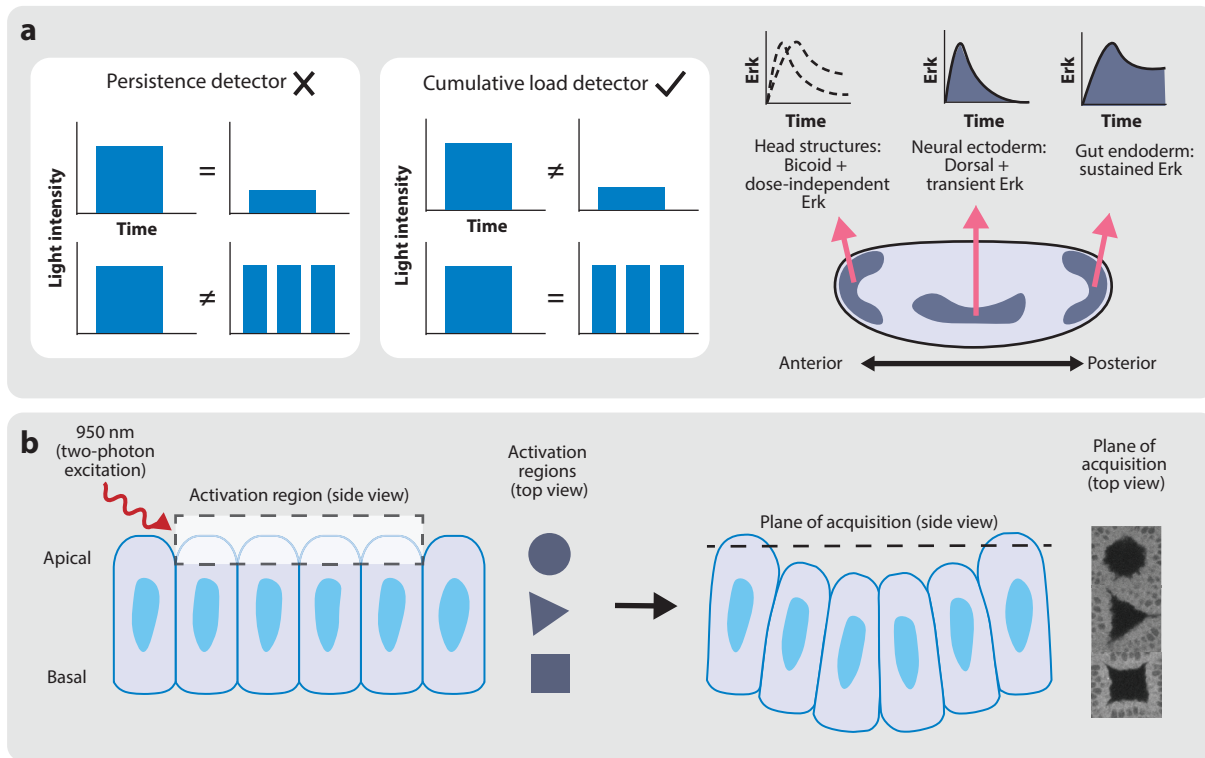 a
Persistence detector
Light intensity
=
Time
≠
Cumulative load detector
Light intensity
≠
Time
=
Erk
Time
Head structures:
Bicoid +
dose-independent
Erk
Erk
Time
Neural ectoderm:
Dorsal +
transient Erk
Erk
Time
Gut endoderm:
sustained Erk
Anterior
Posterior
b
950 nm
(two-photon
excitation)
Activation region (side view)
Apical
Basal
Activation
regions
(top view)
Plane of acquisition (side view)
Plane of
acquisition
(top view)